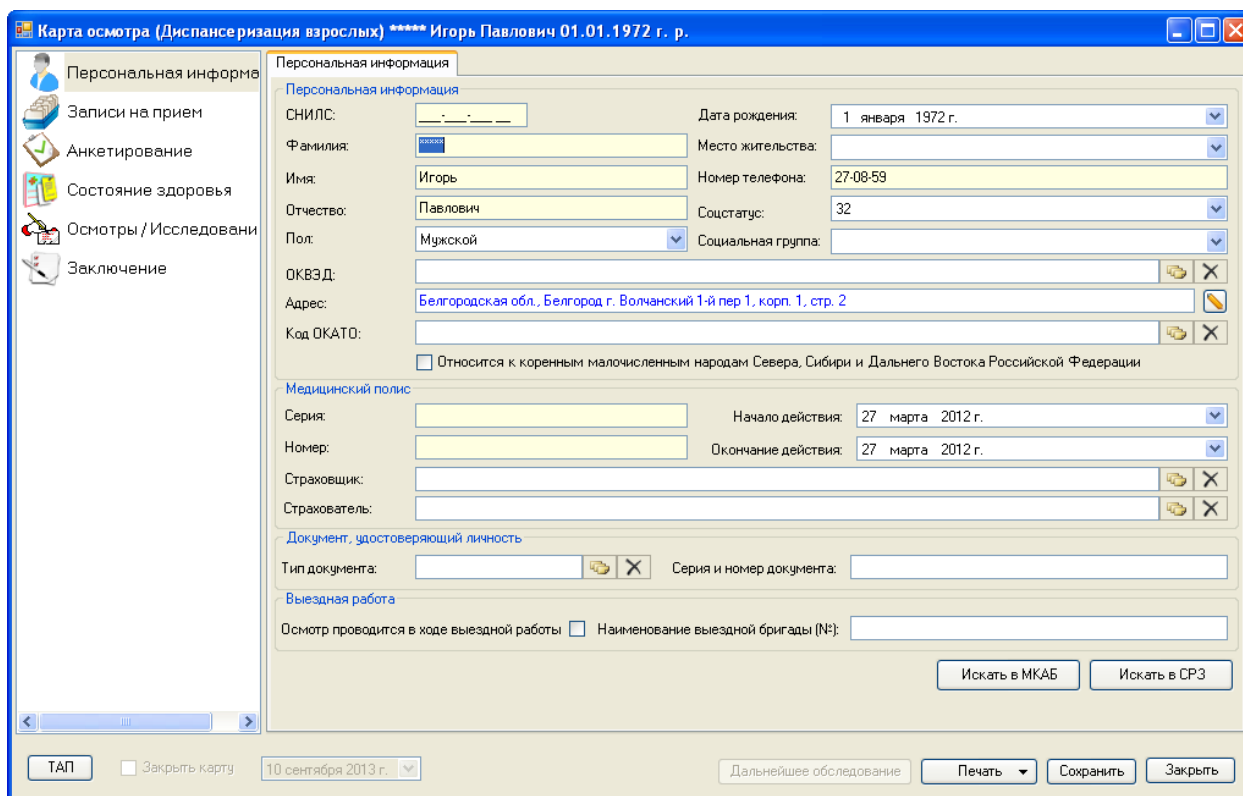 Карта осмотра (Диспансеризация взрослых) ***** Игорь Павлович 01.01.1972 г. р.
Персональная информа
Записи на прием
Анкетирование
Состояние здоровья
Осмотры / Исследовани
Заключение
Персональная информация
Персональная информация
СНИЛС: ___-___-___ __ Дата рождения: 1 января 1972 г.
Фамилия: ***** Место жительства:
Имя: Игорь Номер телефона: 27-08-59
Отчество: Павлович Соцстатус: 32
Пол: Мужской Социальная группа:
ОКВЭД:
Адрес: Белгородская обл., Белгород г. Волчанский 1-й пер 1, корп. 1, стр. 2
Код ОКАТО:
Относится к коренным малочисленным народам Севера, Сибири и Дальнего Востока Российской Федерации
Медицинский полис
Серия: Начало действия: 27 марта 2012 г.
Номер: Окончание действия: 27 марта 2012 г.
Страховщик:
Страхователь:
Документ, удостоверяющий личность
Тип документа: Серия и номер документа:
Выездная работа
Осмотр проводится в ходе выездной работы Наименование выездной бригады (№):
Искать в МКАБ Искать в СРЗ
ТАП Закрыть карту 10 сентября 2013 г. Дальнейшее обследование Печать Сохранить Закрыть